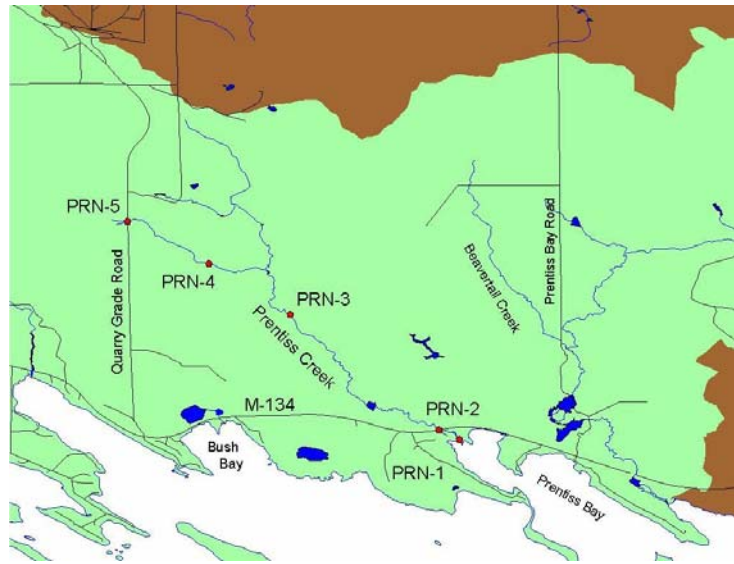 PRN-5
PRN-4
Quarry Grade Road
PRN-3
Prentiss Creek
Beavertail Creek
Prentiss Bay Road
M-134
PRN-2
Bush
Bay
PRN-1
Prentiss Bay